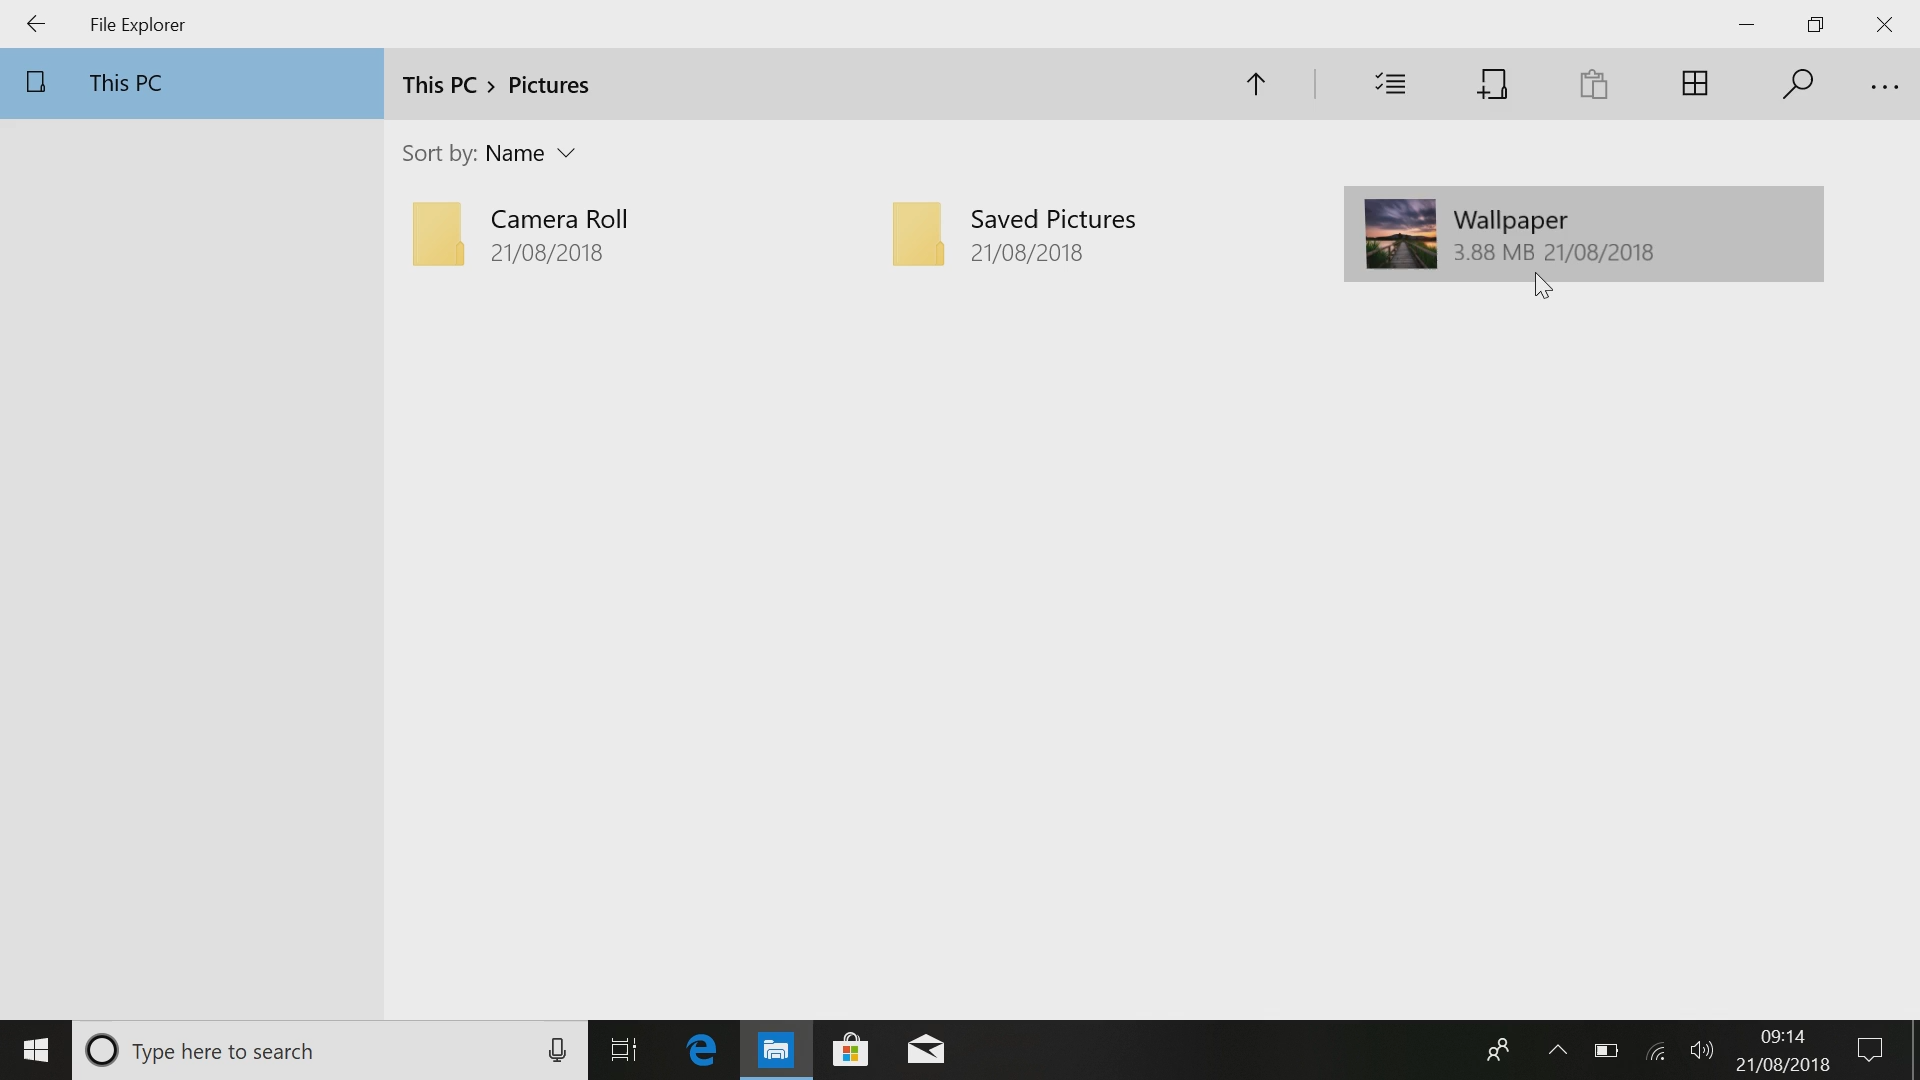 File Explorer
This PC
This PC > Pictures
Sort by: Name
Camera Roll
21/08/2018
Saved Pictures
21/08/2018
Wallpaper
3.88 MB 21/08/2018
Type here to search
09:14
21/08/2018